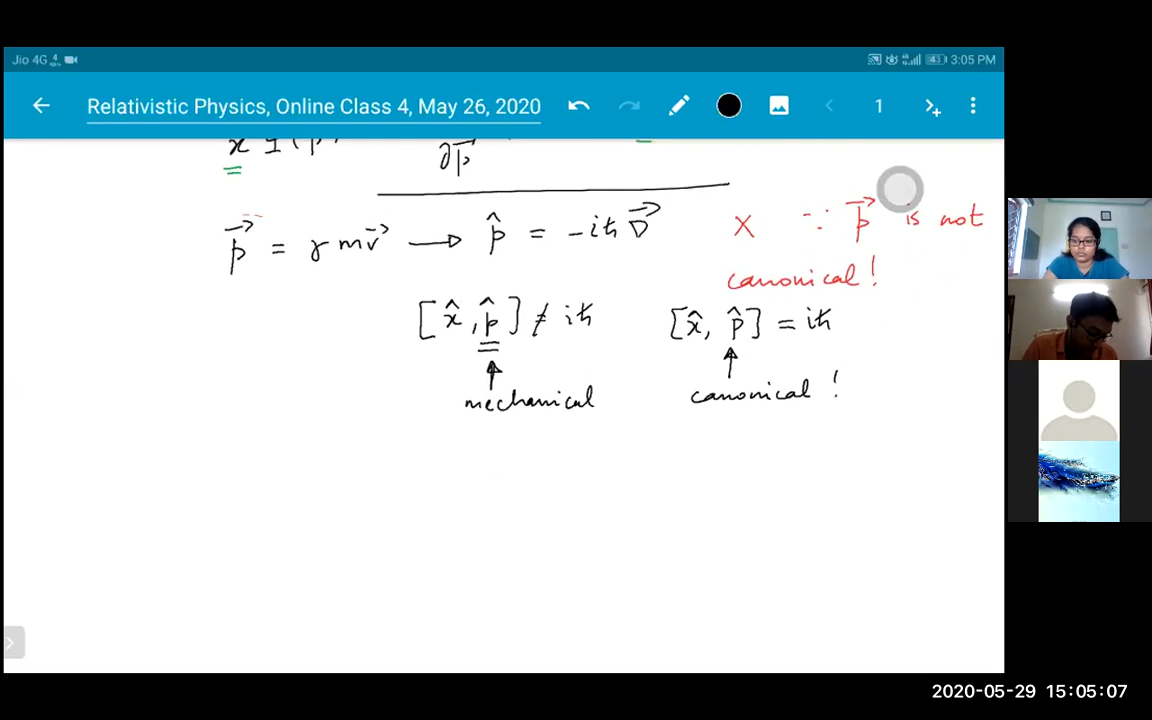 Jio 4G 43 3:05 PM
Relativistic Physics, Online Class 4, May 26, 2020 1
∂p⃗
p⃗ = γmv⃗ → p̂ = -iħ∇⃗ X ∵ p⃗ is not
canonical!
[x̂, p̂] ≠ iħ [x̂, p̂] = iħ
mechanical canonical!
2020-05-29 15:05:07